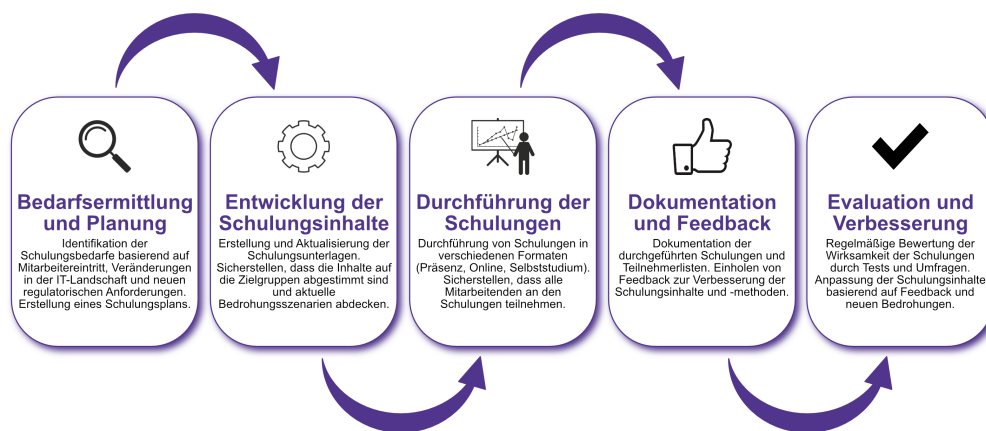 Bedarfsermittlung
und Planung
Identifikation der
Schulungsbedarfe basierend auf
Mitarbeitereintritt, Veränderungen
in der IT-Landschaft und neuen
regulatorischen Anforderungen.
Erstellung eines Schulungsplans.
Entwicklung der
Schulungsinhalte
Erstellung und Aktualisierung der
Schulungsunterlagen.
Sicherstellen, dass die Inhalte auf
die Zielgruppen abgestimmt sind
und aktuelle
Bedrohungsszenarien abdecken.
Durchführung der
Schulungen
Durchführung von Schulungen in
verschiedenen Formaten
(Präsenz, Online, Selbststudium).
Sicherstellen, dass alle
Mitarbeitenden an den
Schulungen teilnehmen.
Dokumentation
und Feedback
Dokumentation der
durchgeführten Schulungen und
Teilnehmerlisten. Einholen von
Feedback zur Verbesserung der
Schulungsinhalte und -methoden.
Evaluation und
Verbesserung
Regelmäßige Bewertung der
Wirksamkeit der Schulungen
durch Tests und Umfragen.
Anpassung der Schulungsinhalte
basierend auf Feedback und
neuen Bedrohungen.